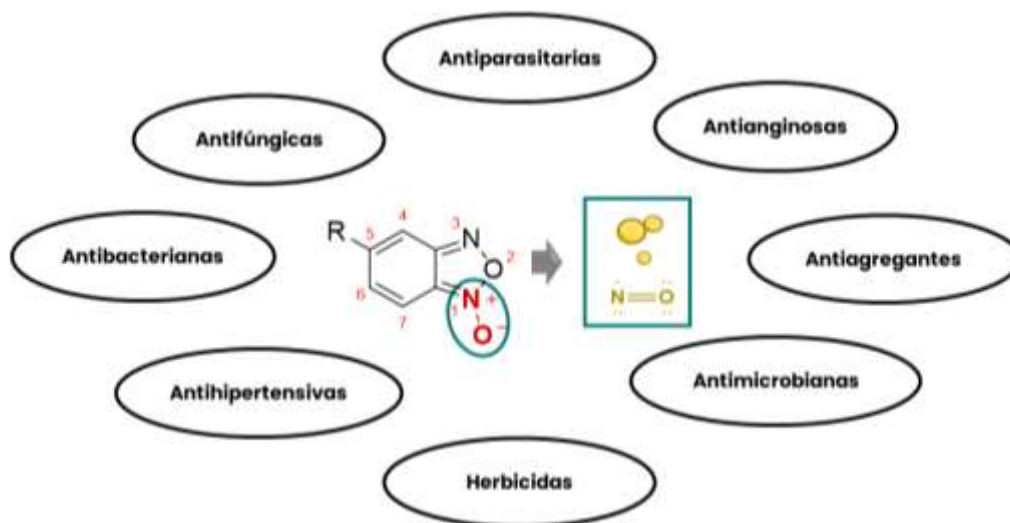 Antiparasitarias
Antifúngicas
Antianginosas
R
5
4
3
N
2
O
6
7
1
N
+
O
−
Antibacterianas
N
O
Antiagregantes
Antihipertensivas
Antimicrobianas
Herbicidas